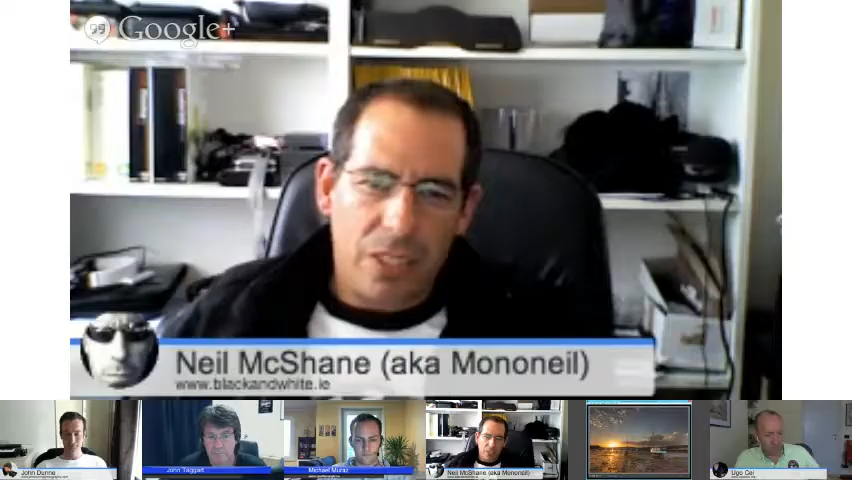 Google+
Neil McShane (aka Mononeil)
www.blackandwhite.ie
John Dunne
John Taggart
Michael Muraz
Neil McShane (aka Mononeil)
Ugo Cei